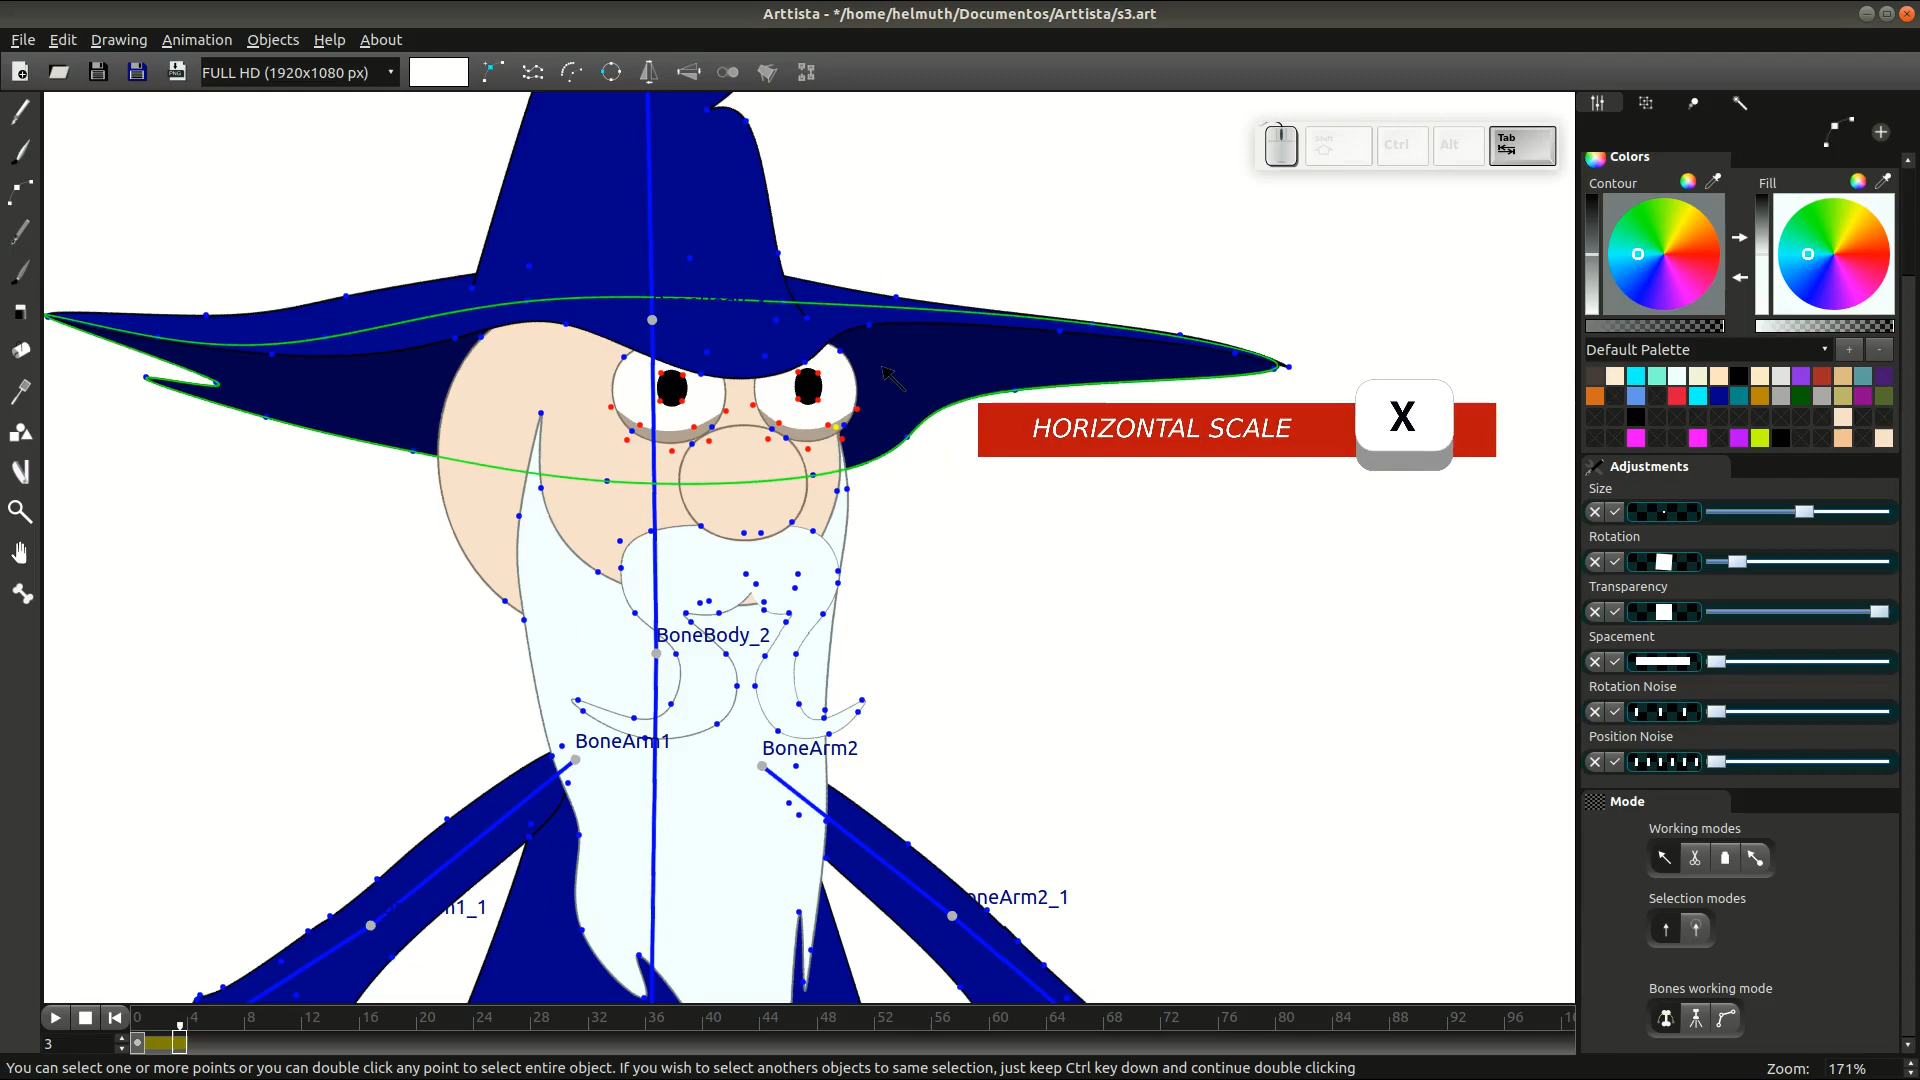 Arttista - */home/helmuth/Documentos/Arttista/s3.art
File Edit Drawing Animation Objects Help About
FULL HD (1920x1080 px)
Shift
Ctrl
Alt
Tab
HORIZONTAL SCALE
X
BoneBody_2
BoneArm1
BoneArm2
BoneArm2_1
Colors
Contour
Fill
Default Palette
+
-
Adjustments
Size
Rotation
Transparency
Spacement
Rotation Noise
Position Noise
Mode
Working modes
Selection modes
Bones working mode
0 4 8 12 16 20 24 28 32 36 40 44 48 52 56 60 64 68 72 76 80 84 88 92 96
3
You can select one or more points or you can double click any point to select entire object. If you wish to select anothers objects to same selection, just keep Ctrl key down and continue double clicking
Zoom: 171%